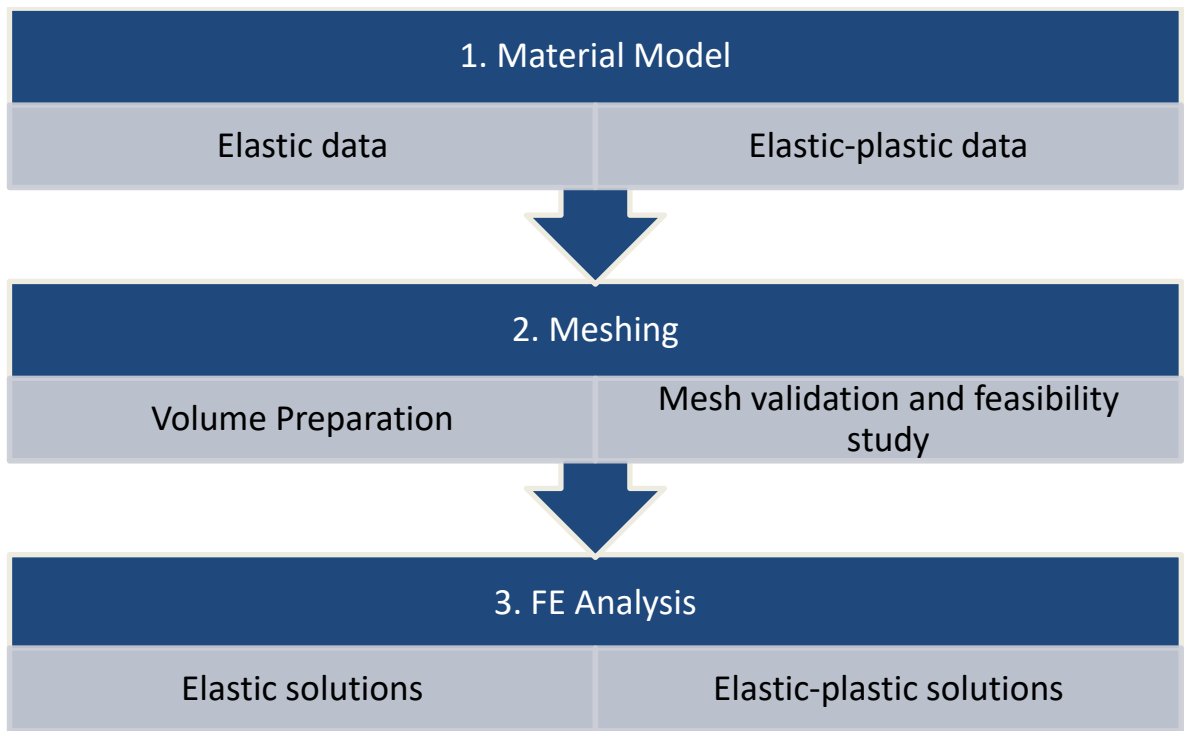 1. Material Model
Elastic data
Elastic-plastic data
2. Meshing
Volume Preparation
Mesh validation and feasibility
study
3. FE Analysis
Elastic solutions
Elastic-plastic solutions